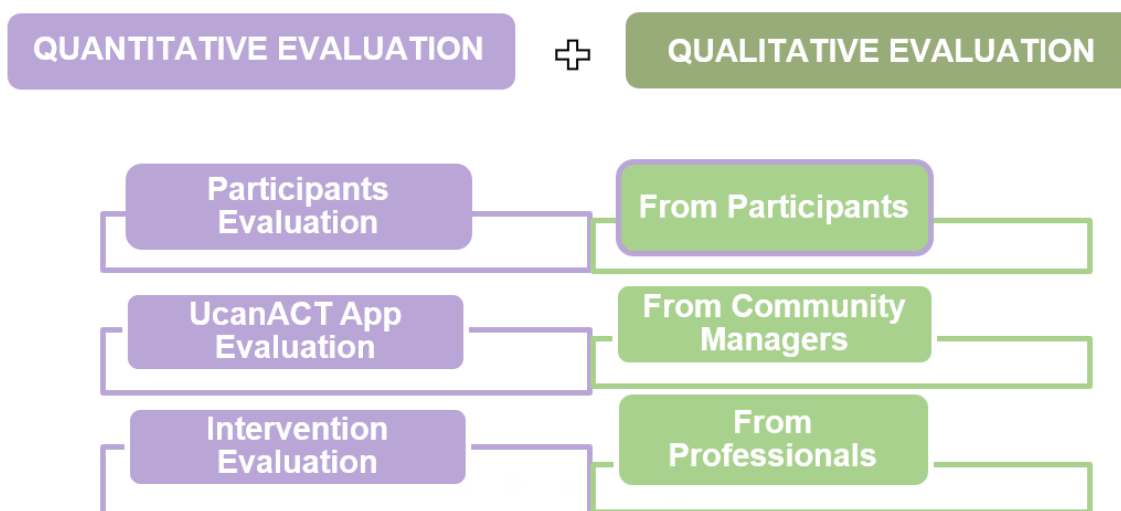 QUANTITATIVE EVALUATION
QUALITATIVE EVALUATION
Participants
Evaluation
From Participants
UcanACT App
Evaluation
From Community
Managers
Intervention
Evaluation
From
Professionals